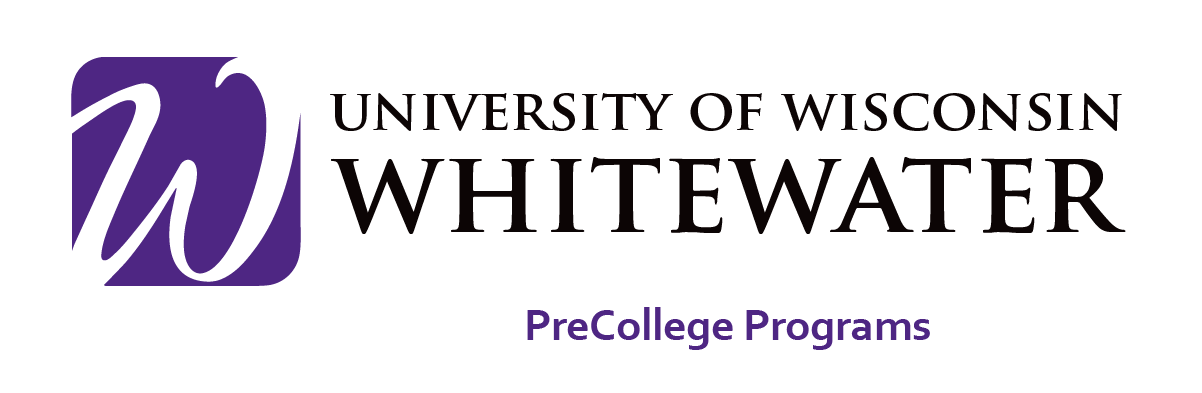 W
UNIVERSITY OF WISCONSIN
WHITEWATER
PreCollege Programs